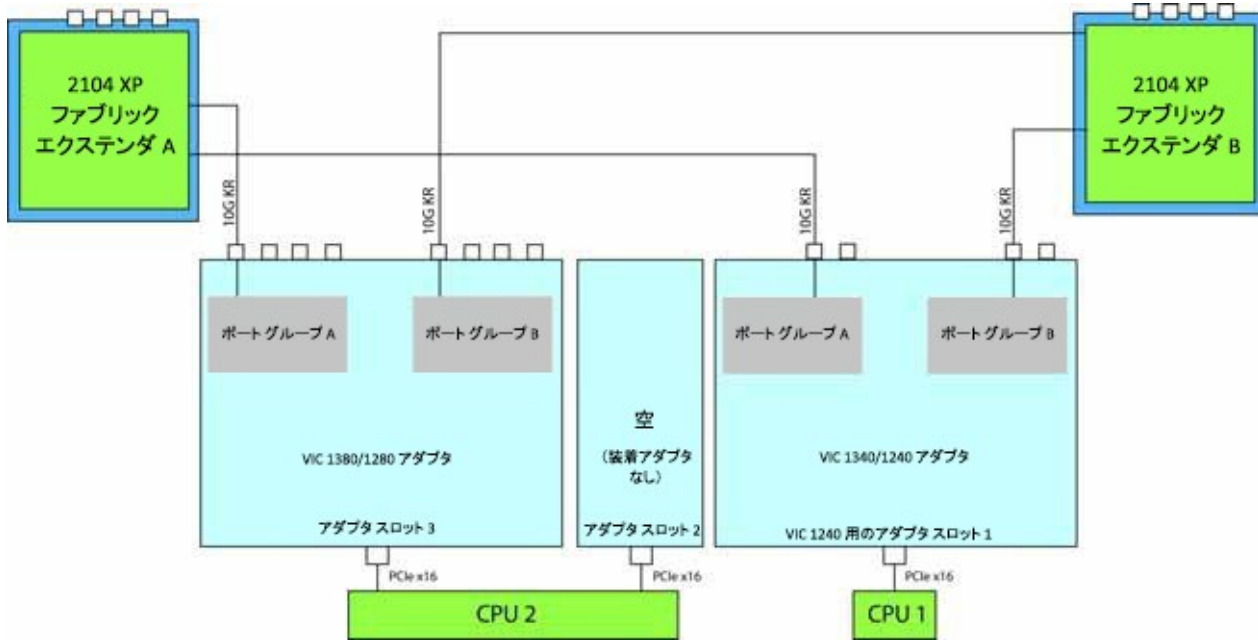 2104 XP
ファブリック
エクステンダ A
2104 XP
ファブリック
エクステンダ B
10G KR
10G KR
10G KR
10G KR
ポート グループ A
ポート グループ B
ポート グループ A
ポート グループ B
空
(装着アダプタ
なし)
VIC 1380/1280 アダプタ
VIC 1340/1240 アダプタ
アダプタ スロット 3
アダプタ スロット 2
VIC 1240 用のアダプタ スロット 1
PCIe x16
PCIe x16
PCIe x16
CPU 2
CPU 1